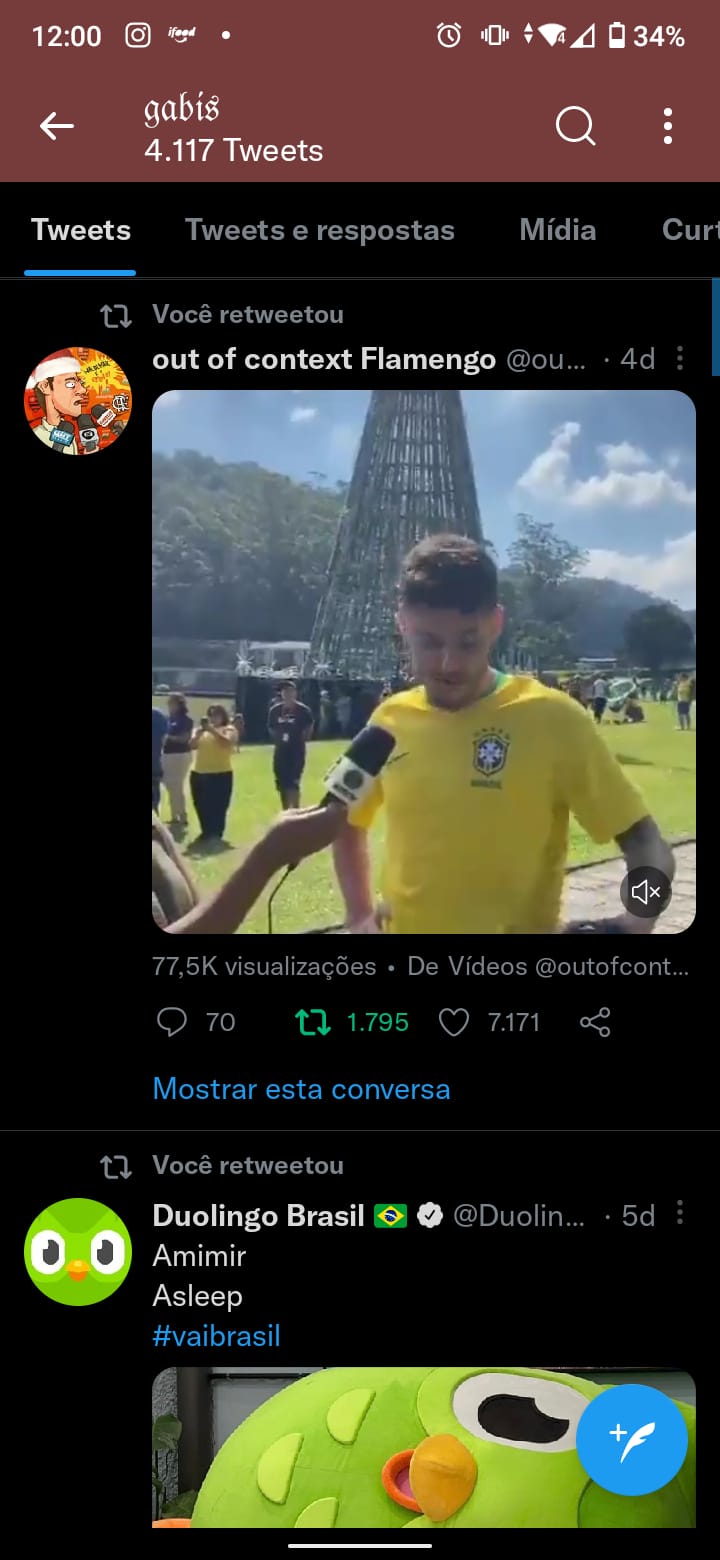 12:00 ifood 4 34%
gabis
4.117 Tweets
Tweets Tweets e respostas Mídia Curt
Você retweetou
out of context Flamengo @ou... · 4d
BRASIL
77,5K visualizações • De Vídeos @outofcont...
70 1.795 7.171
Mostrar esta conversa
Você retweetou
Duolingo Brasil 🇧🇷 @Duolin... · 5d
Amimir
Asleep
#vaibrasil